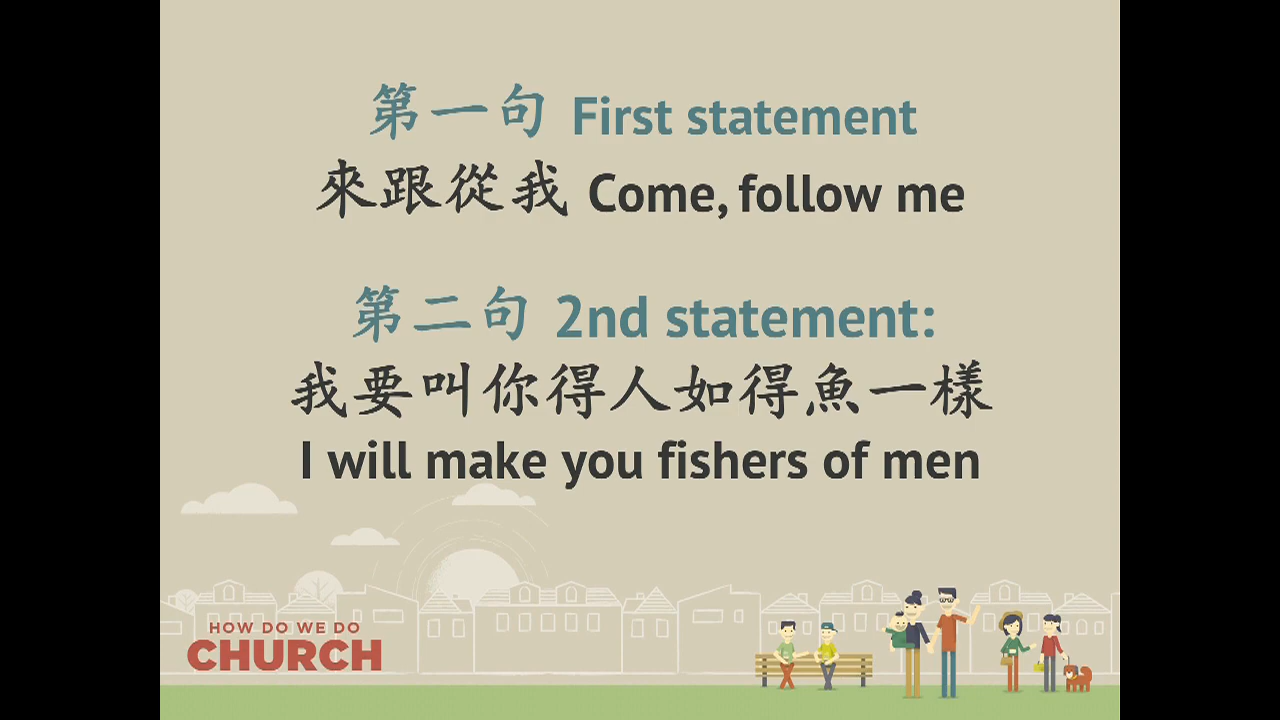 第一句 First statement
來跟從我 Come, follow me
第二句 2nd statement:
我要叫你得人如得魚一樣
I will make you fishers of men
HOW DO WE DO
CHURCH